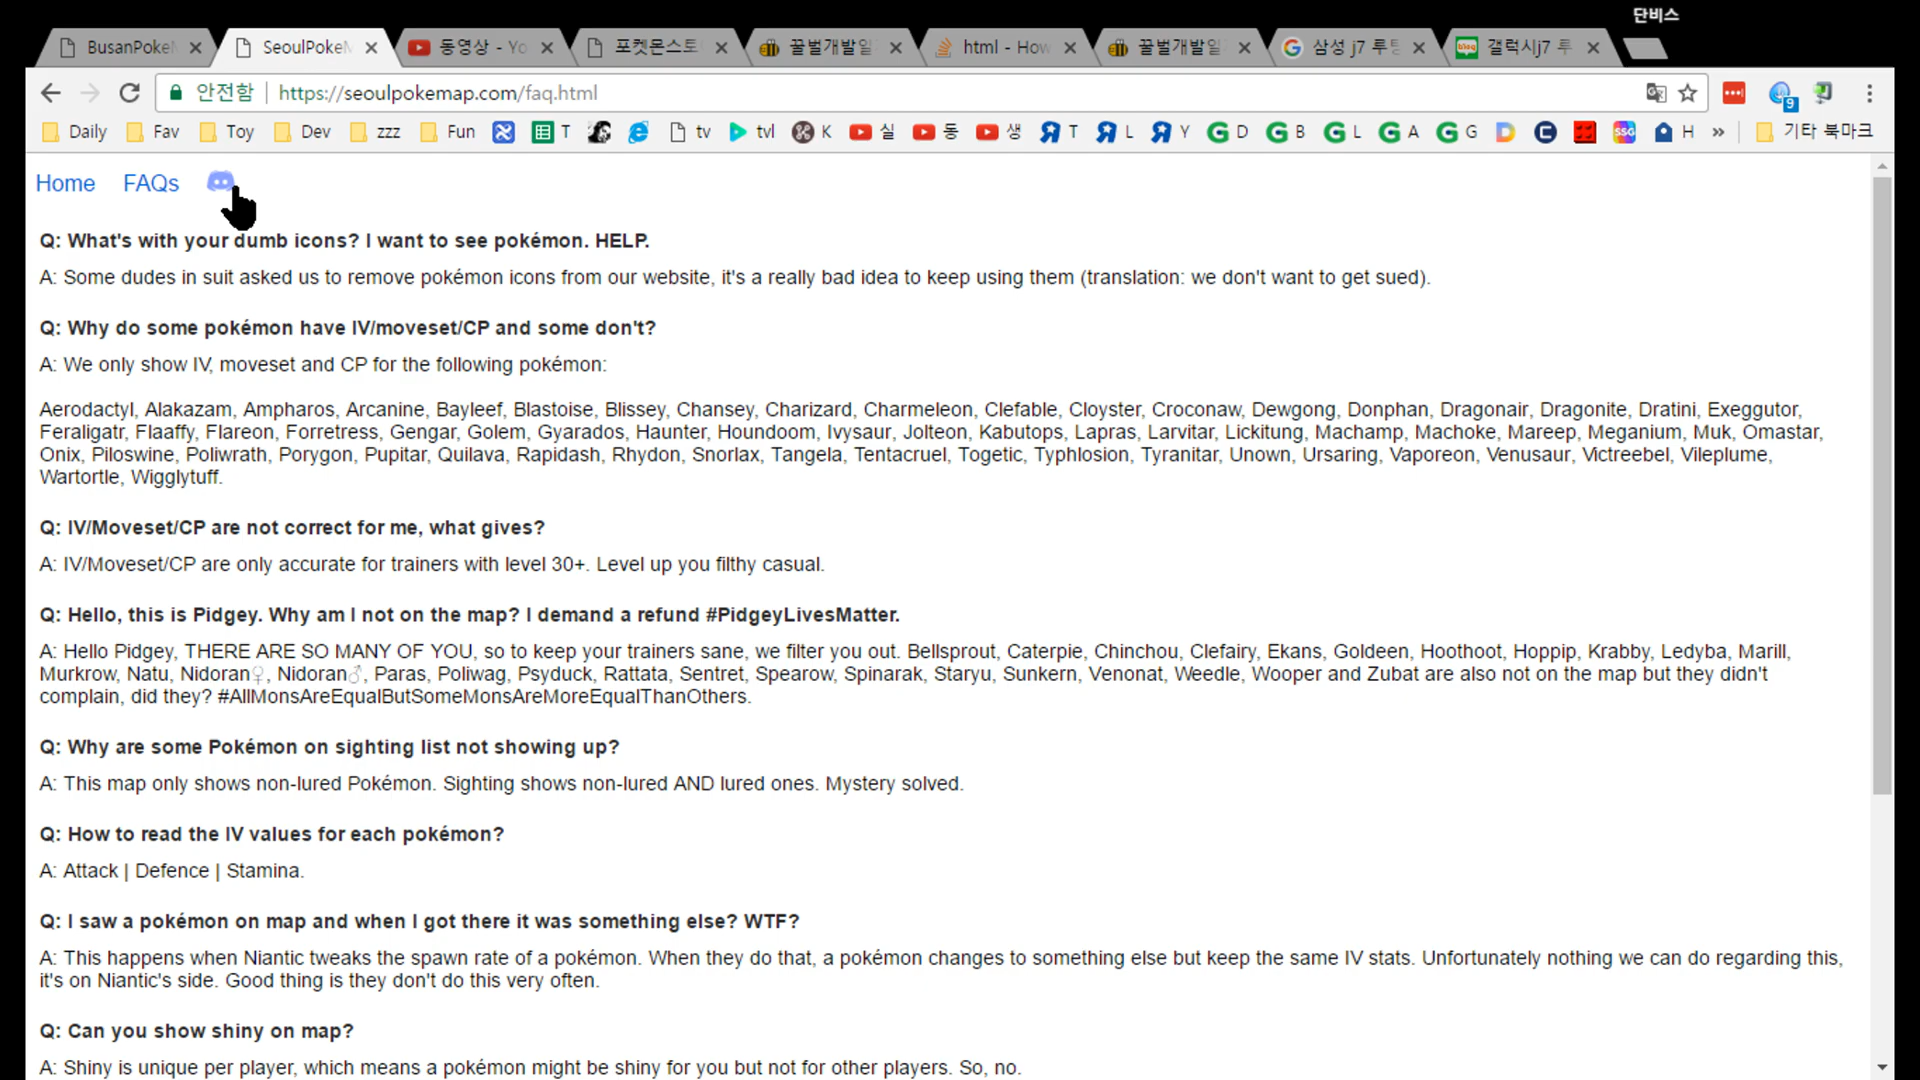 단비스
BusanPokeM
SeoulPokeM
동영상 - Yo
포켓몬스토
꿀벌개발일
html - How
꿀벌개발일
삼성 j7 루팅
갤럭시j7 루
안전함
https://seoulpokemap.com/faq.html
9
Daily
Fav
Toy
Dev
zzz
Fun
T
tv
tvl
K
실
동
생
T
L
Y
D
B
L
A
G
SSG
H
»
기타 북마크
Home
FAQs
Q: What's with your dumb icons? I want to see pokémon. HELP.
A: Some dudes in suit asked us to remove pokémon icons from our website, it's a really bad idea to keep using them (translation: we don't want to get sued).
Q: Why do some pokémon have IV/moveset/CP and some don't?
A: We only show IV, moveset and CP for the following pokémon:
Aerodactyl, Alakazam, Ampharos, Arcanine, Bayleef, Blastoise, Blissey, Chansey, Charizard, Charmeleon, Clefable, Cloyster, Croconaw, Dewgong, Donphan, Dragonair, Dragonite, Dratini, Exeggutor,
Feraligatr, Flaaffy, Flareon, Forretress, Gengar, Golem, Gyarados, Haunter, Houndoom, Ivysaur, Jolteon, Kabutops, Lapras, Larvitar, Lickitung, Machamp, Machoke, Mareep, Meganium, Muk, Omastar,
Onix, Piloswine, Poliwrath, Porygon, Pupitar, Quilava, Rapidash, Rhydon, Snorlax, Tangela, Tentacruel, Togetic, Typhlosion, Tyranitar, Unown, Ursaring, Vaporeon, Venusaur, Victreebel, Vileplume,
Wartortle, Wigglytuff.
Q: IV/Moveset/CP are not correct for me, what gives?
A: IV/Moveset/CP are only accurate for trainers with level 30+. Level up you filthy casual.
Q: Hello, this is Pidgey. Why am I not on the map? I demand a refund #PidgeyLivesMatter.
A: Hello Pidgey, THERE ARE SO MANY OF YOU, so to keep your trainers sane, we filter you out. Bellsprout, Caterpie, Chinchou, Clefairy, Ekans, Goldeen, Hoothoot, Hoppip, Krabby, Ledyba, Marill,
Murkrow, Natu, Nidoran♀, Nidoran♂, Paras, Poliwag, Psyduck, Rattata, Sentret, Spearow, Spinarak, Staryu, Sunkern, Venonat, Weedle, Wooper and Zubat are also not on the map but they didn't
complain, did they? #AllMonsAreEqualButSomeMonsAreMoreEqualThanOthers.
Q: Why are some Pokémon on sighting list not showing up?
A: This map only shows non-lured Pokémon. Sighting shows non-lured AND lured ones. Mystery solved.
Q: How to read the IV values for each pokémon?
A: Attack | Defence | Stamina.
Q: I saw a pokémon on map and when I got there it was something else? WTF?
A: This happens when Niantic tweaks the spawn rate of a pokémon. When they do that, a pokémon changes to something else but keep the same IV stats. Unfortunately nothing we can do regarding this,
it's on Niantic's side. Good thing is they don't do this very often.
Q: Can you show shiny on map?
A: Shiny is unique per player, which means a pokémon might be shiny for you but not for other players. So, no.